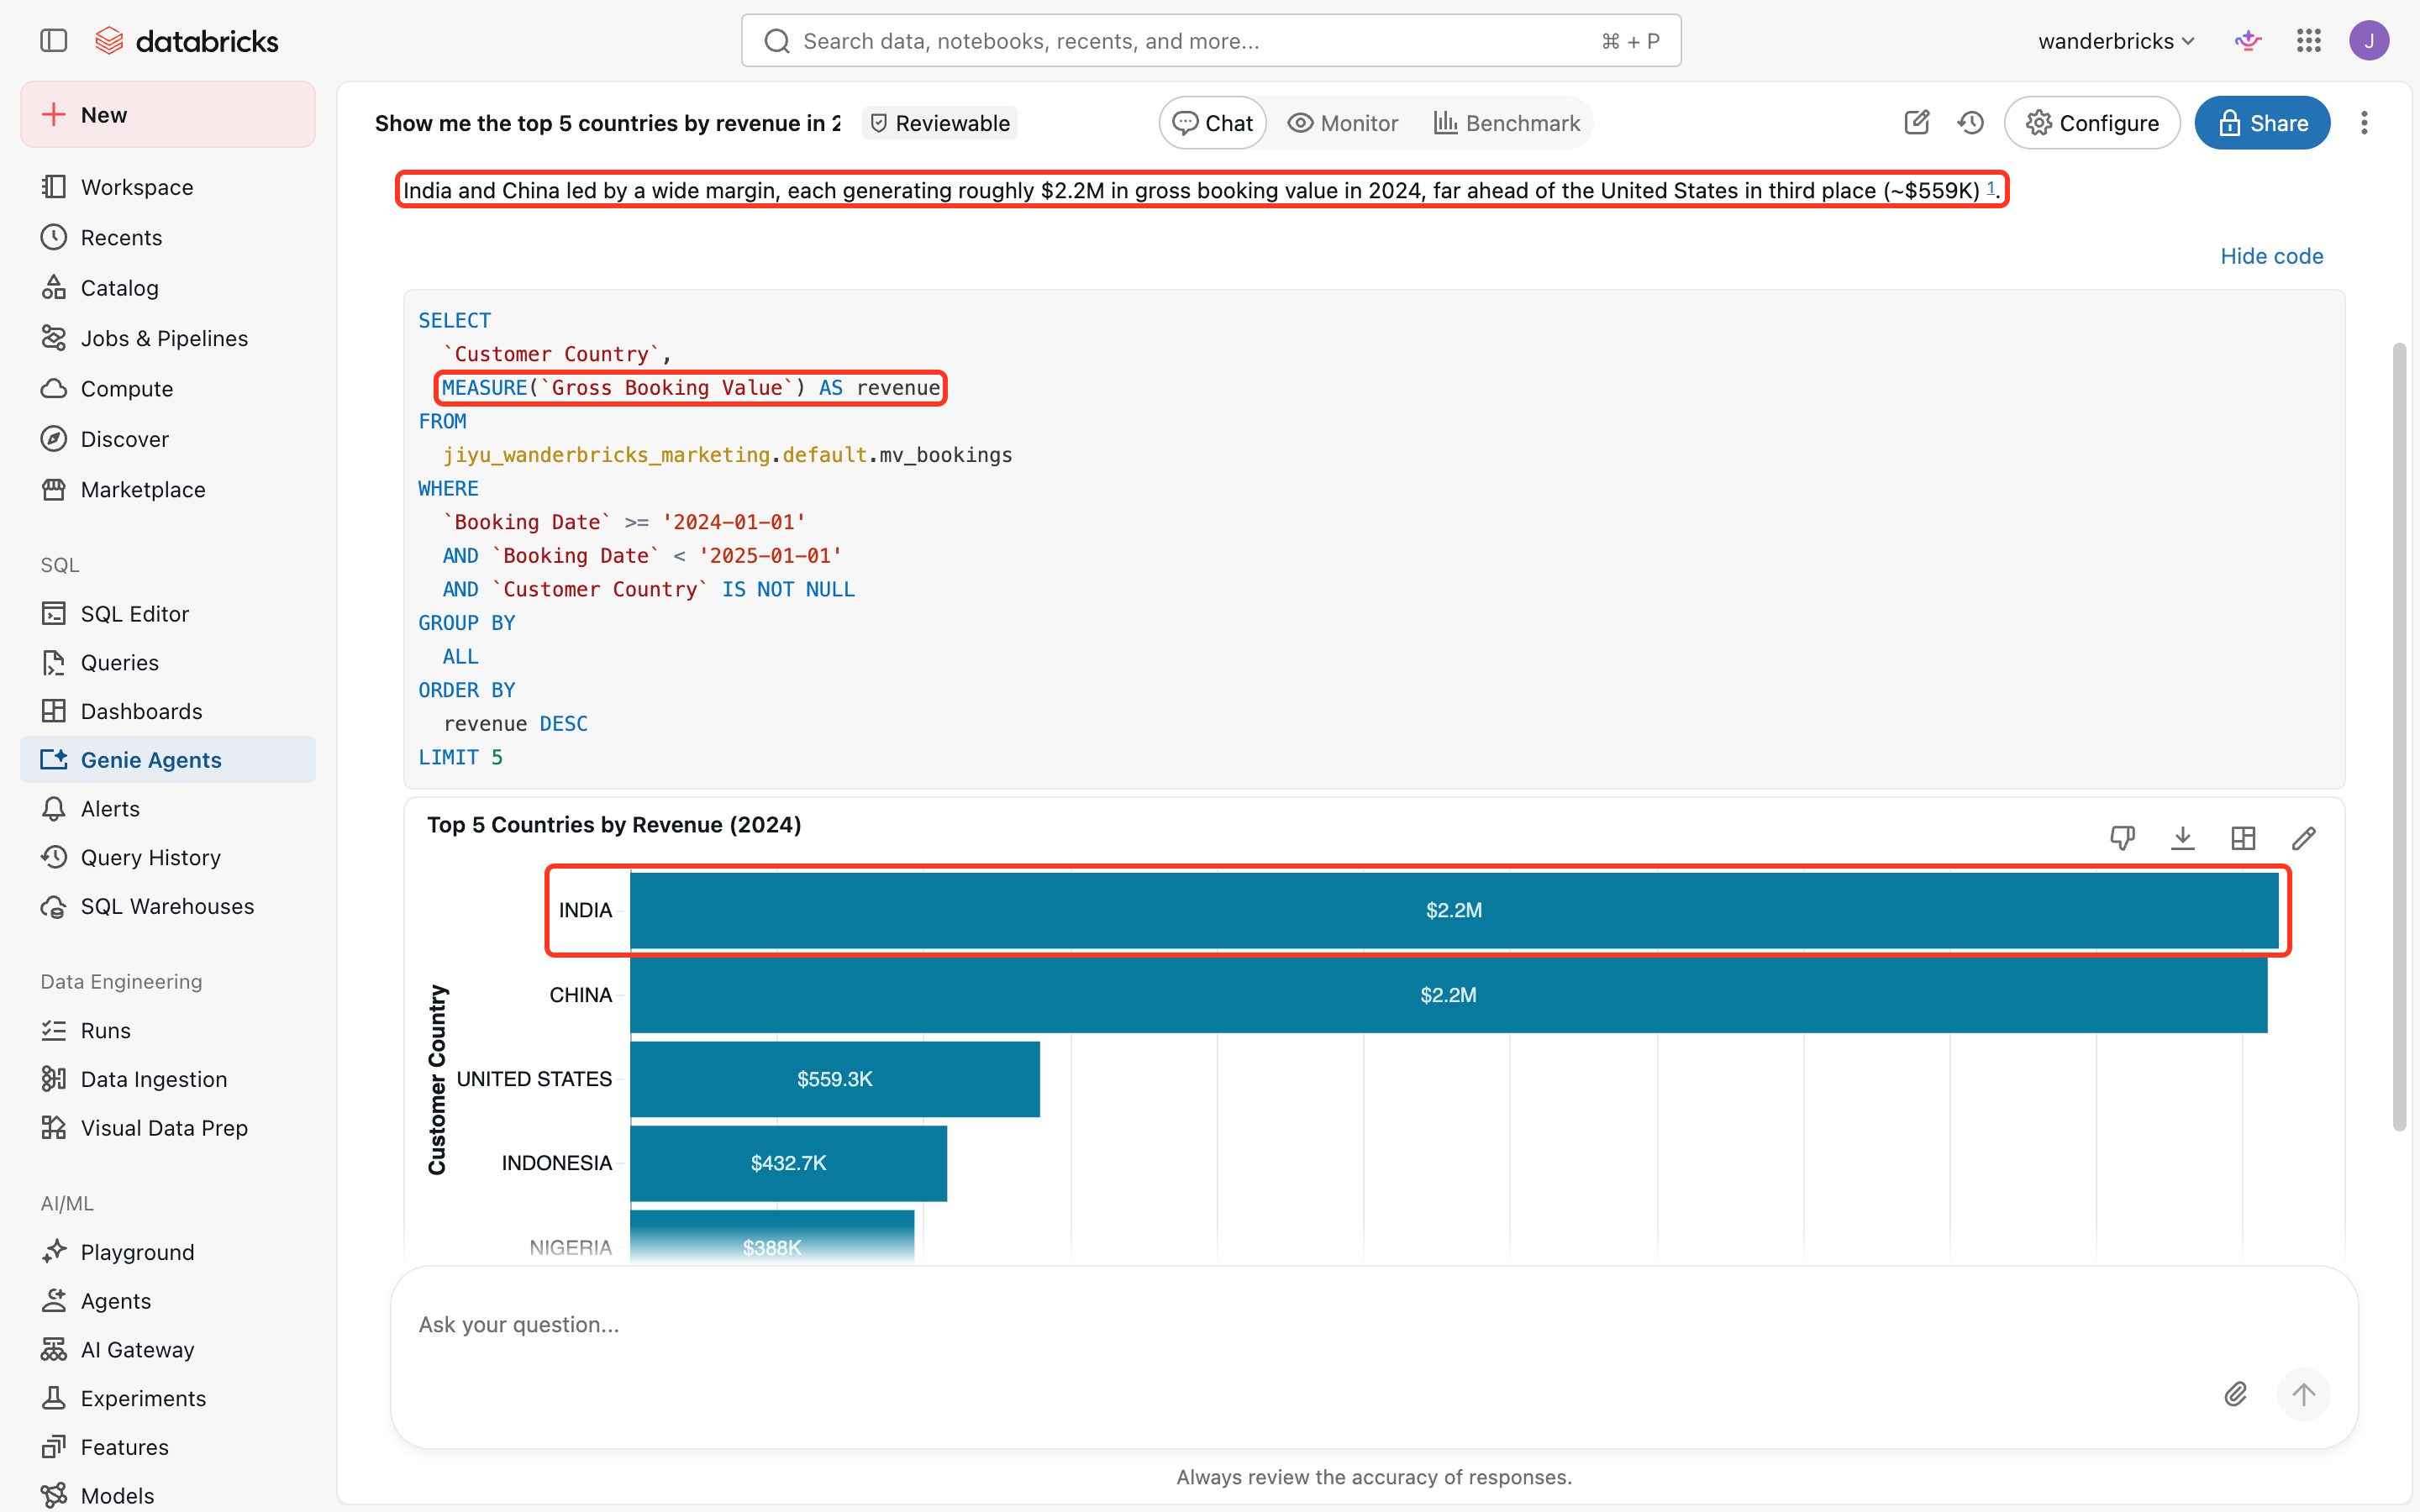 databricks
Search data, notebooks, recents, and more...
⌘ + P
wanderbricks
J
New
Workspace
Recents
Catalog
Jobs & Pipelines
Compute
Discover
Marketplace
SQL
SQL Editor
Queries
Dashboards
Genie Agents
Alerts
Query History
SQL Warehouses
Data Engineering
Runs
Data Ingestion
Visual Data Prep
AI/ML
Playground
Agents
AI Gateway
Experiments
Features
Models
Show me the top 5 countries by revenue in 2
Reviewable
Chat
Monitor
Benchmark
Configure
Share
India and China led by a wide margin, each generating roughly $2.2M in gross booking value in 2024, far ahead of the United States in third place (~$559K) 1.
Hide code
SELECT
`Customer Country`,
MEASURE(`Gross Booking Value`) AS revenue
FROM
jiyu_wanderbricks_marketing.default.mv_bookings
WHERE
`Booking Date` >= '2024-01-01'
AND `Booking Date` < '2025-01-01'
AND `Customer Country` IS NOT NULL
GROUP BY
ALL
ORDER BY
revenue DESC
LIMIT 5
Top 5 Countries by Revenue (2024)
Customer Country
INDIA
$2.2M
CHINA
$2.2M
UNITED STATES
$559.3K
INDONESIA
$432.7K
NIGERIA
$388K
Ask your question...
Always review the accuracy of responses.